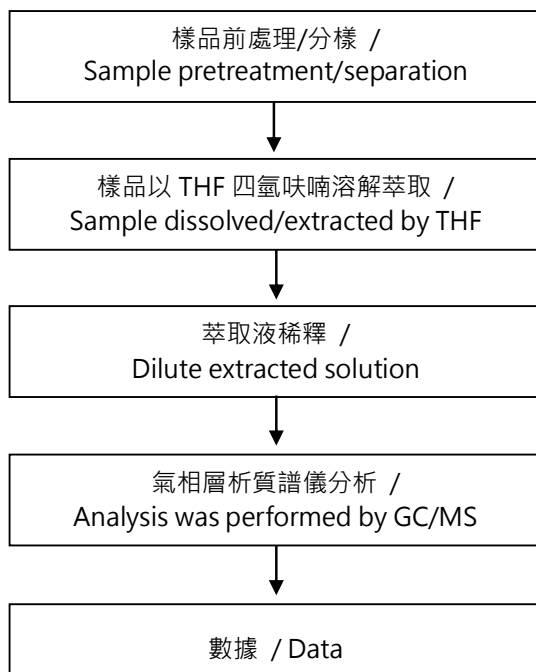 樣品前處理/分樣 /
Sample pretreatment/separation
樣品以 THF 四氫呋喃溶解萃取 /
Sample dissolved/extracted by THF
萃取液稀釋 /
Dilute extracted solution
氣相層析質譜儀分析 /
Analysis was performed by GC/MS
數據 / Data